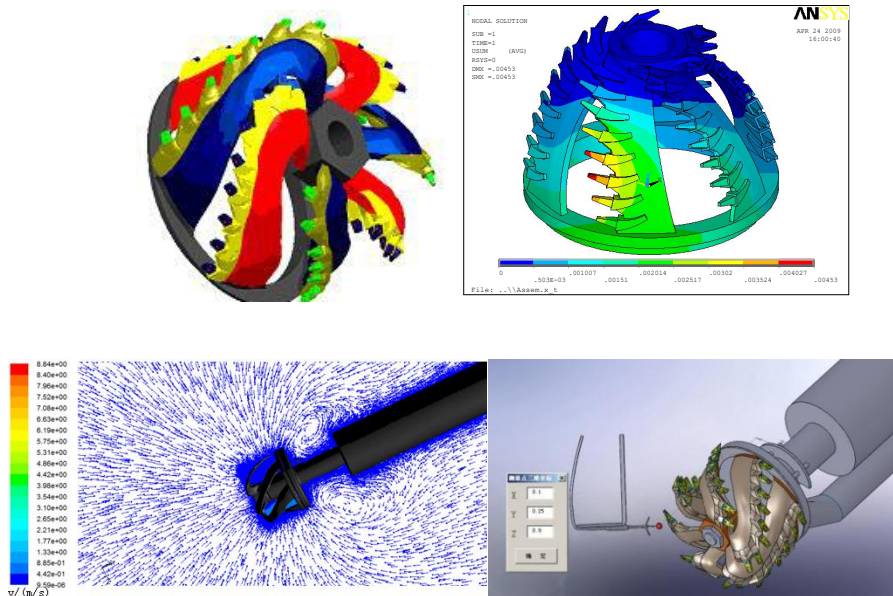 ANSYS
NODAL SOLUTION
APR 24 2009
16:00:40
SUB =1
TIME=1
USUM (AVG)
RSYS=0
DMX =.00453
SMX =.00453
0 .001007 .002014 .00302 .004027
.503E-03 .00151 .002517 .003524 .00453
File: ..\\Assem.x_t
8.84e+00
8.40e+00
7.96e+00
7.52e+00
7.08e+00
6.63e+00
6.19e+00
5.75e+00
5.31e+00
4.86e+00
4.42e+00
3.98e+00
3.54e+00
3.10e+00
2.65e+00
2.21e+00
1.77e+00
1.33e+00
8.85e-01
4.42e-01
9.59e-06
v/(m/s)
X 0.1
Y 0.25
Z 0.9
确 定